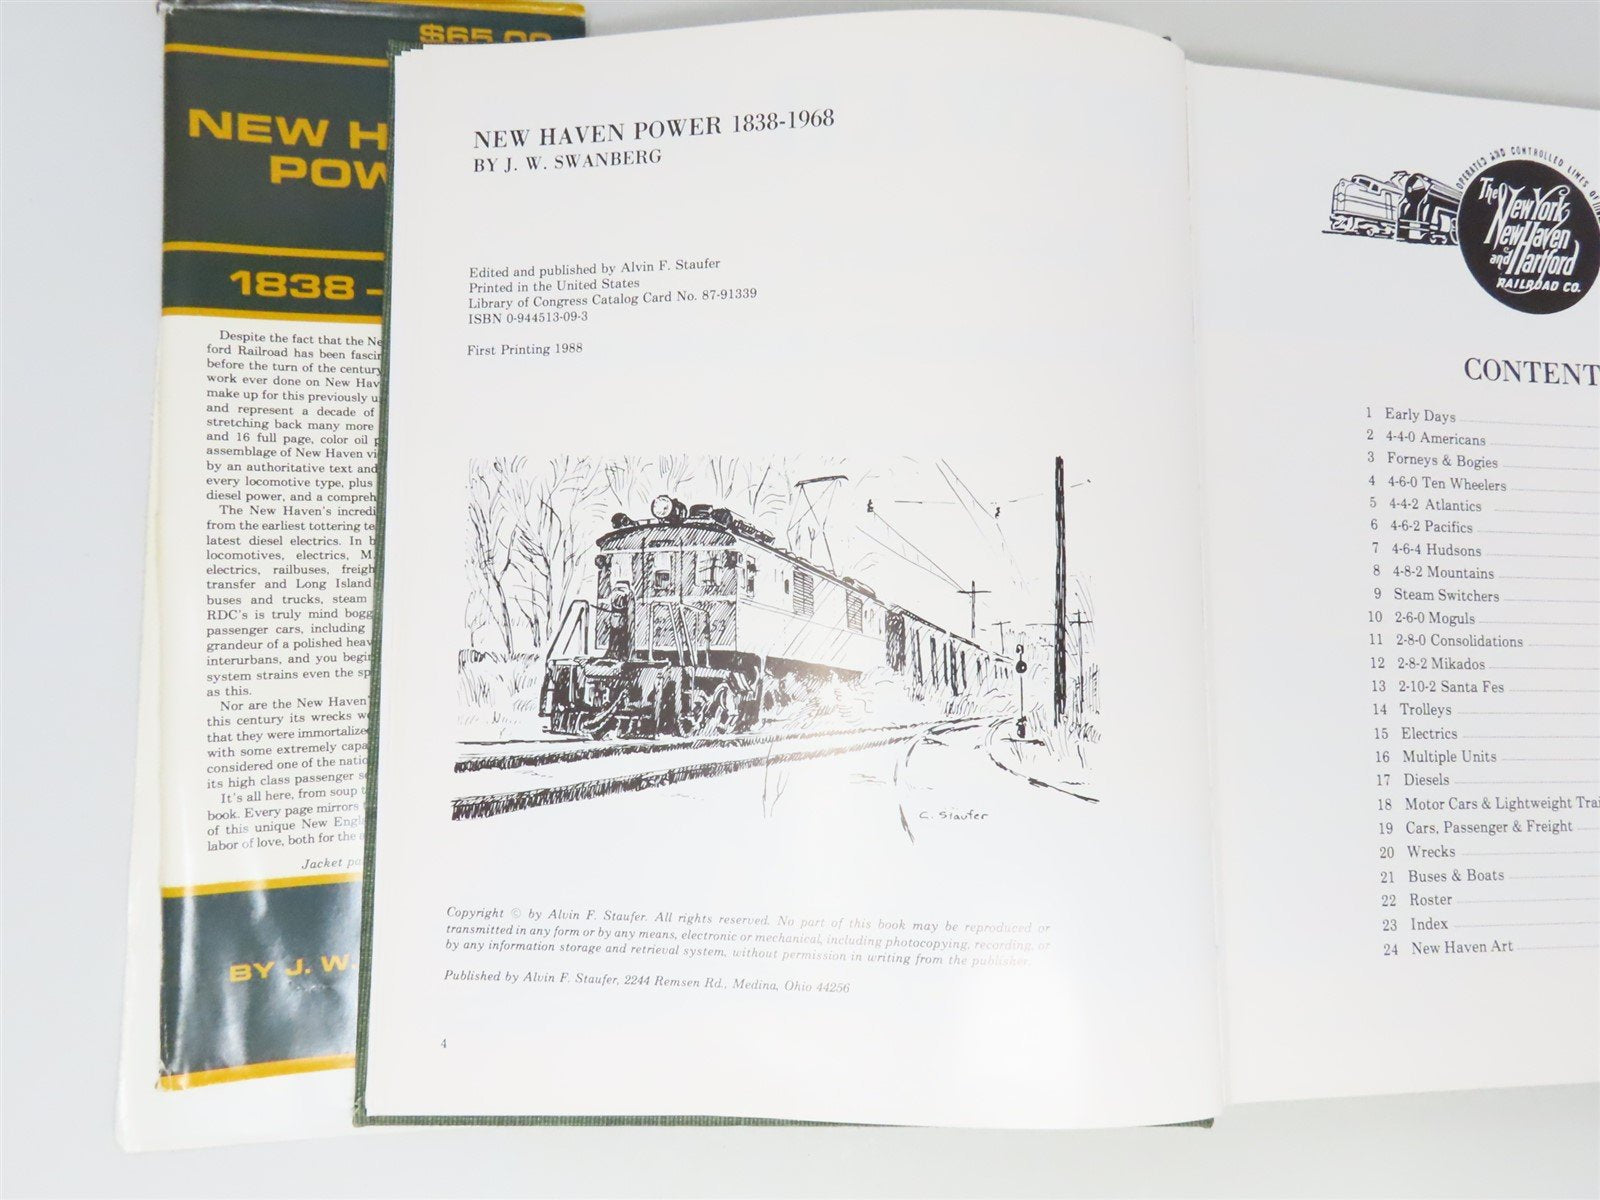 $65.00
NEW H
POW
1838 -
Despite the fact that the Ne
ford Railroad has been fascin
before the turn of the century
work ever done on New Hav
make up for this previously u
and represent a decade of
stretching back many more
and 16 full page, color oil p
assemblage of New Haven vi
by an authoritative text and
every locomotive type, plus
diesel power, and a compreh
The New Haven's incredi
from the earliest tottering te
latest diesel electrics. In b
locomotives, electrics, M.
electrics, railbuses, freigh
transfer and Long Island
buses and trucks, steam
RDC's is truly mind bogg
passenger cars, including
grandeur of a polished heav
interurbans, and you begin
system strains even the sp
as this.
Nor are the New Haven'
this century its wrecks w
that they were immortalize
with some extremely capa
considered one of the natio
its high class passenger se
It's all here, from soup t
book. Every page mirrors
of this unique New Engla
labor of love, both for the a
Jacket pa
BY J. W.
NEW HAVEN POWER 1838-1968
BY J. W. SWANBERG
Edited and published by Alvin F. Staufer
Printed in the United States
Library of Congress Catalog Card No. 87-91339
ISBN 0-944513-09-3
First Printing 1988
C. Staufer
Copyright © by Alvin F. Staufer. All rights reserved. No part of this book may be reproduced or
transmitted in any form or by any means, electronic or mechanical, including photocopying, recording, or
by any information storage and retrieval system, without permission in writing from the publisher.
Published by Alvin F. Staufer, 2244 Remsen Rd., Medina, Ohio 44256
4
OPERATED AND CONTROLLED LINES OF
The
New York
New Haven
and Hartford
RAILROAD CO.
CONTENT
1 Early Days
2 4-4-0 Americans
3 Forneys & Bogies
4 4-6-0 Ten Wheelers
5 4-4-2 Atlantics
6 4-6-2 Pacifics
7 4-6-4 Hudsons
8 4-8-2 Mountains
9 Steam Switchers
10 2-6-0 Moguls
11 2-8-0 Consolidations
12 2-8-2 Mikados
13 2-10-2 Santa Fes
14 Trolleys
15 Electrics
16 Multiple Units
17 Diesels
18 Motor Cars & Lightweight Trai
19 Cars, Passenger & Freight
20 Wrecks
21 Buses & Boats
22 Roster
23 Index
24 New Haven Art